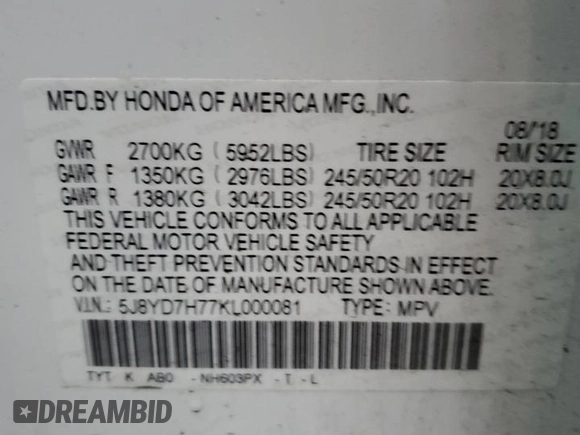 MFD.BY HONDA OF AMERICA MFG.,INC.
08/18
GVWR 2700KG (5952LBS) TIRE SIZE RIM SIZE
GAWR F 1350KG (2976LBS) 245/50R20 102H 20X8.0J
GAWR R 1380KG (3042LBS) 245/50R20 102H 20X8.0J
THIS VEHICLE CONFORMS TO ALL APPLICABLE
FEDERAL MOTOR VEHICLE SAFETY
AND THEFT PREVENTION STANDARDS IN EFFECT
ON THE DATE OF MANUFACTURE SHOWN ABOVE.
V.I.N.: 5J8YD7H77KL000081 TYPE: MPV
TYT K AB0 -NH603PX -T -L
DREAMBID